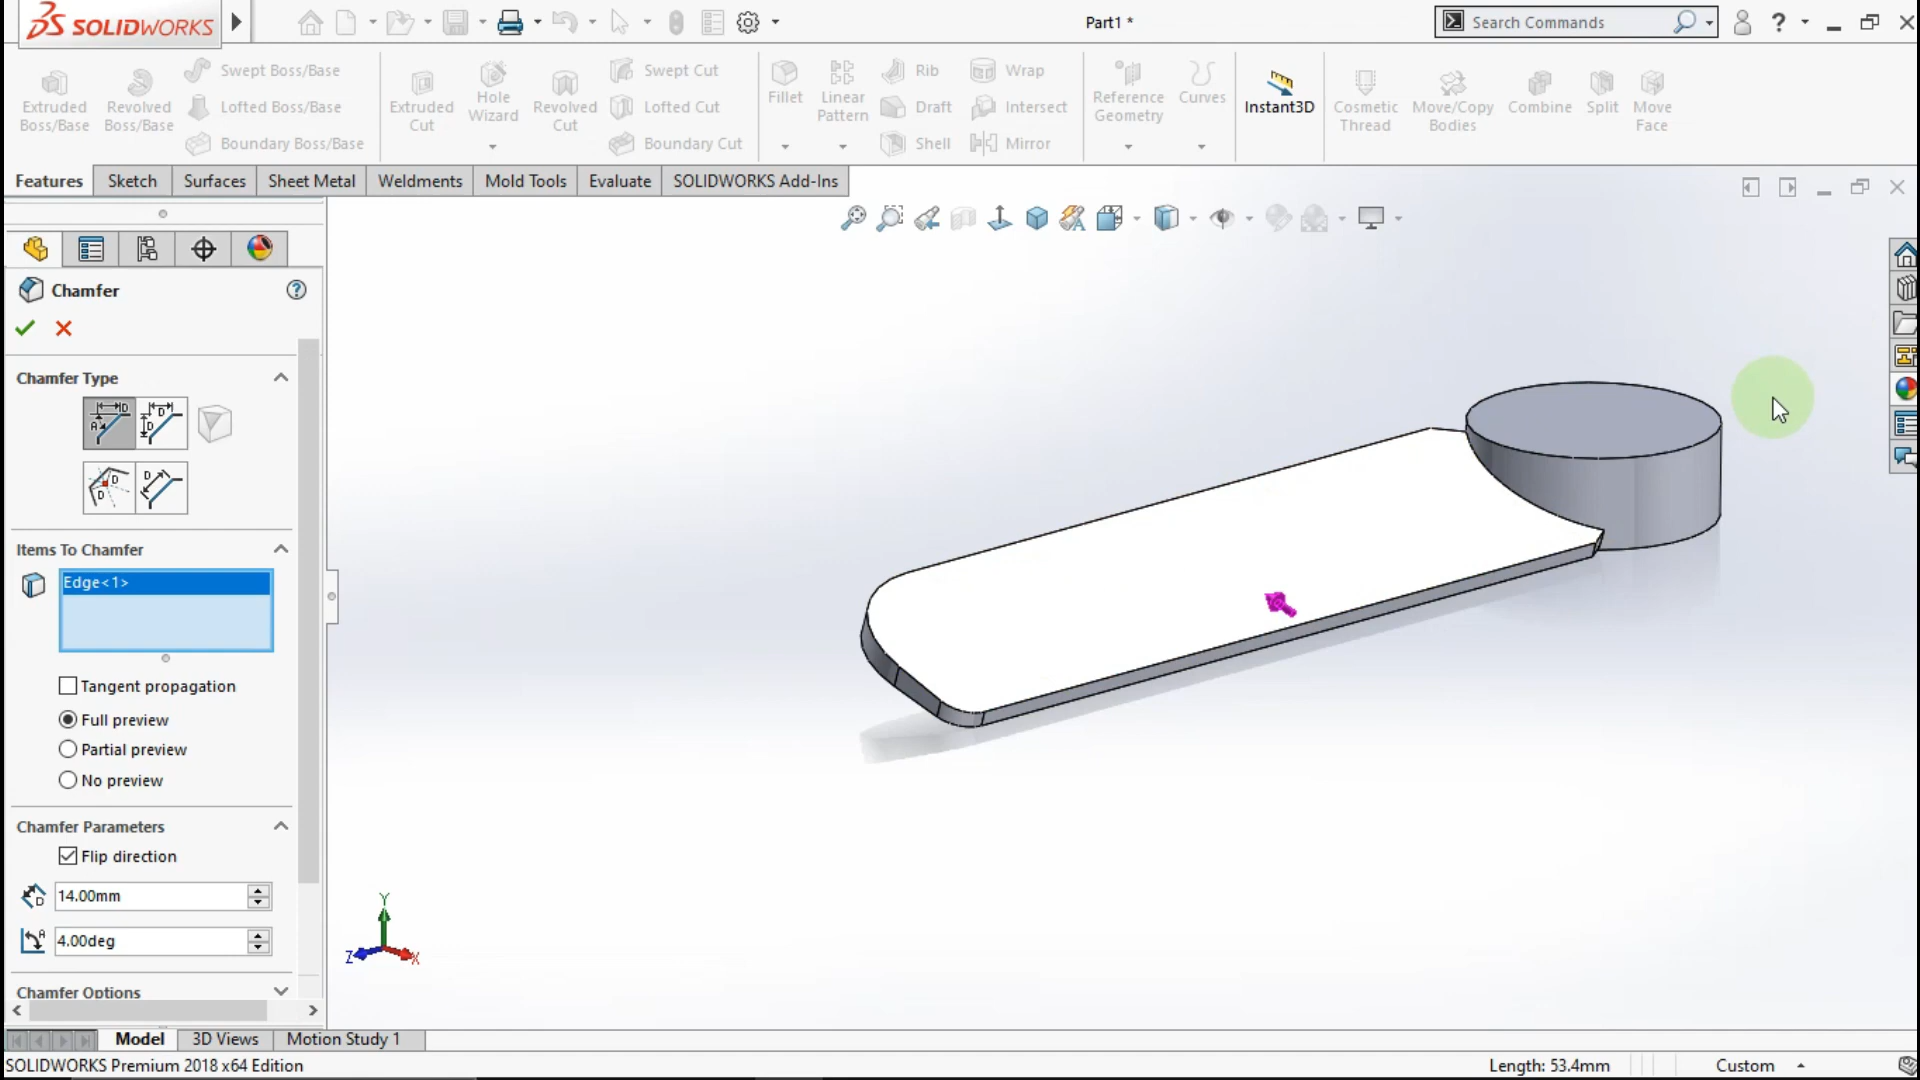 SOLIDWORKS
Part1 *
Search Commands
?
Extruded Boss/Base
Revolved Boss/Base
Swept Boss/Base
Lofted Boss/Base
Boundary Boss/Base
Extruded Cut
Hole Wizard
Revolved Cut
Swept Cut
Lofted Cut
Boundary Cut
Fillet
Linear Pattern
Rib
Draft
Shell
Wrap
Intersect
Mirror
Reference Geometry
Curves
Instant3D
Cosmetic Thread
Move/Copy Bodies
Combine
Split
Move Face
Features
Sketch
Surfaces
Sheet Metal
Weldments
Mold Tools
Evaluate
SOLIDWORKS Add-Ins
Chamfer
?
Chamfer Type
Items To Chamfer
Edge<1>
Tangent propagation
Full preview
Partial preview
No preview
Chamfer Parameters
Flip direction
14.00mm
4.00deg
Chamfer Options
Y
Z
X
Model
3D Views
Motion Study 1
SOLIDWORKS Premium 2018 x64 Edition
Length: 53.4mm
Custom